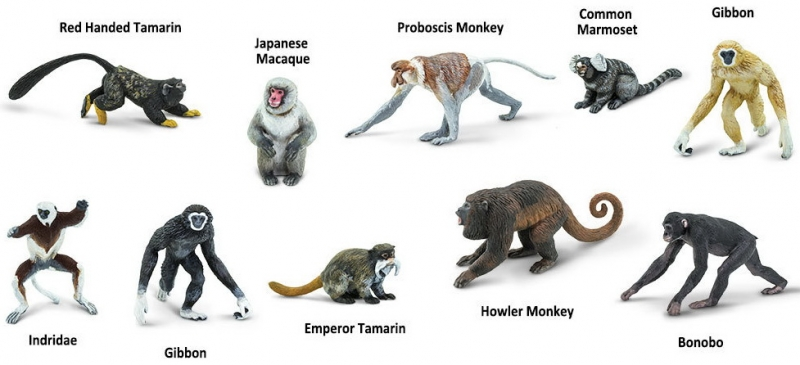 Red Handed Tamarin
Japanese
Macaque
Proboscis Monkey
Common
Marmoset
Gibbon
Indridae
Gibbon
Emperor Tamarin
Howler Monkey
Bonobo